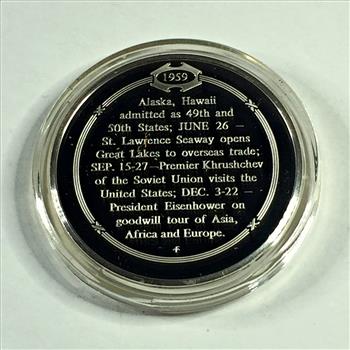 1959
Alaska, Hawaii
admitted as 49th and
50th States; JUNE 26 —
St. Lawrence Seaway opens
Great Lakes to overseas trade;
SEP. 15-27—Premier Khrushchev
of the Soviet Union visits the
United States; DEC. 3-22 —
President Eisenhower on
goodwill tour of Asia,
Africa and Europe.